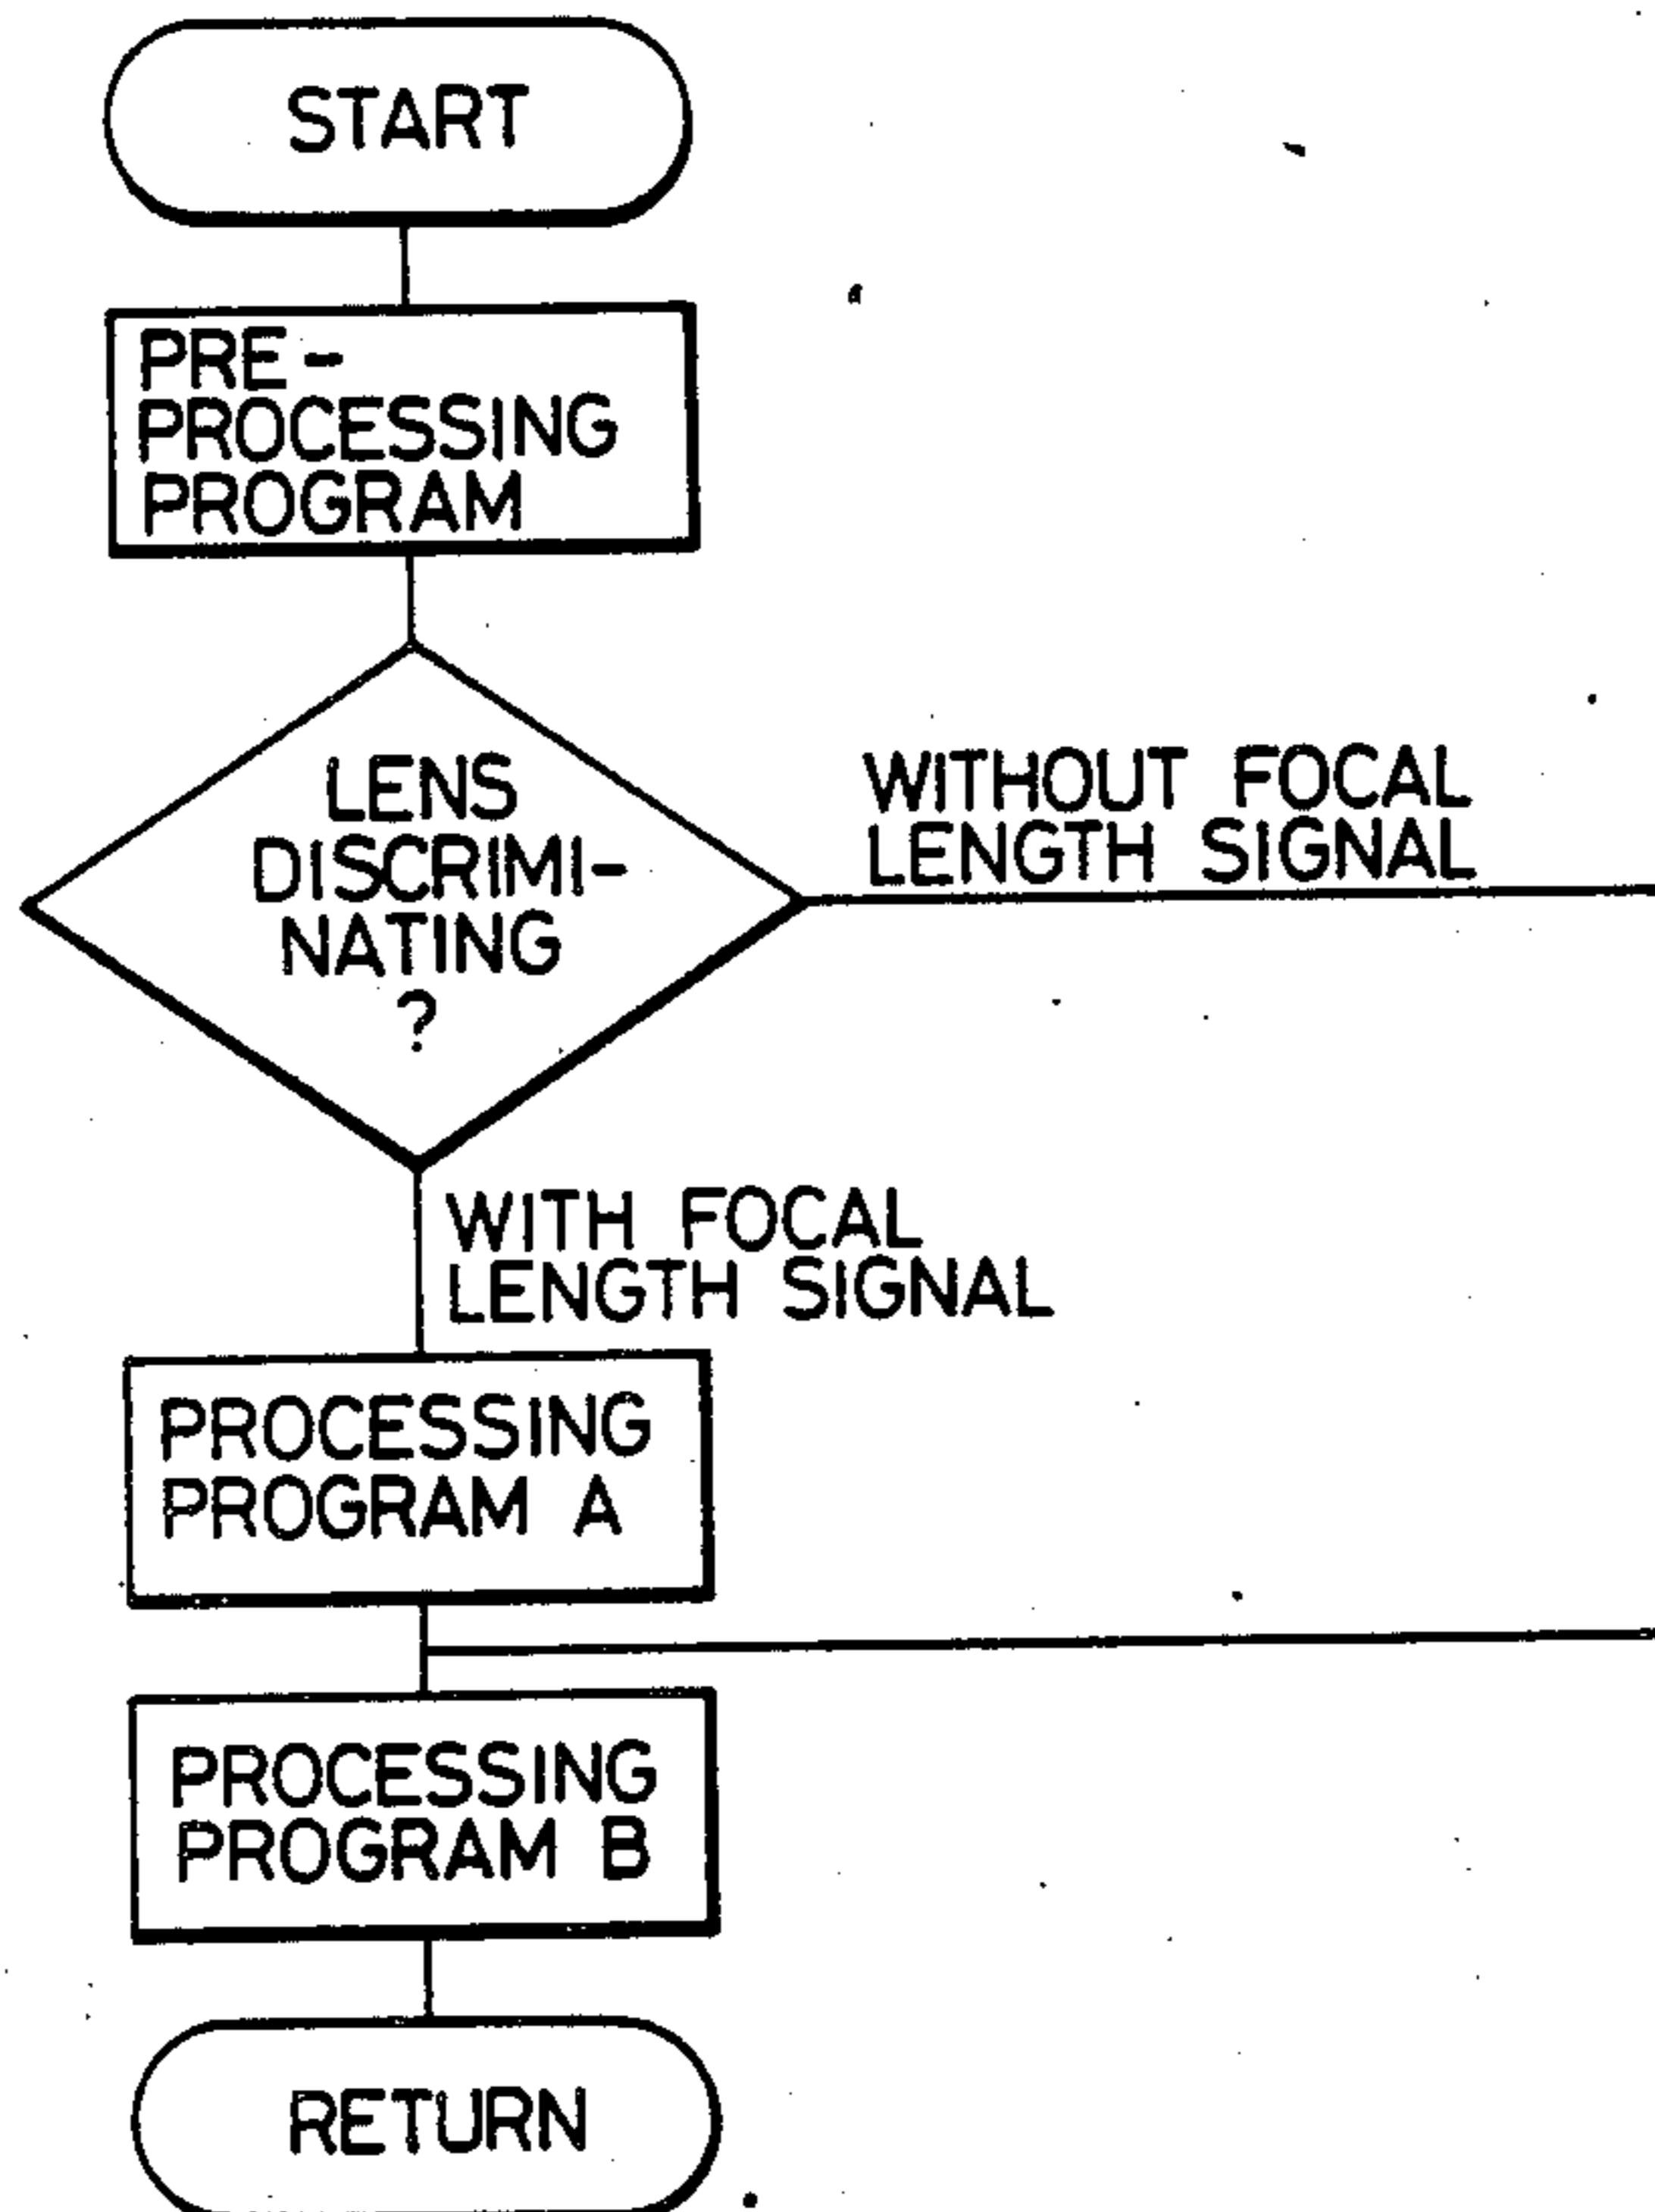 START
PRE-
PROCESSING
PROGRAM
LENS
DISCRIMI-
NATING
?
WITHOUT FOCAL
LENGTH SIGNAL
WITH FOCAL
LENGTH SIGNAL
PROCESSING
PROGRAM A
PROCESSING
PROGRAM B
RETURN